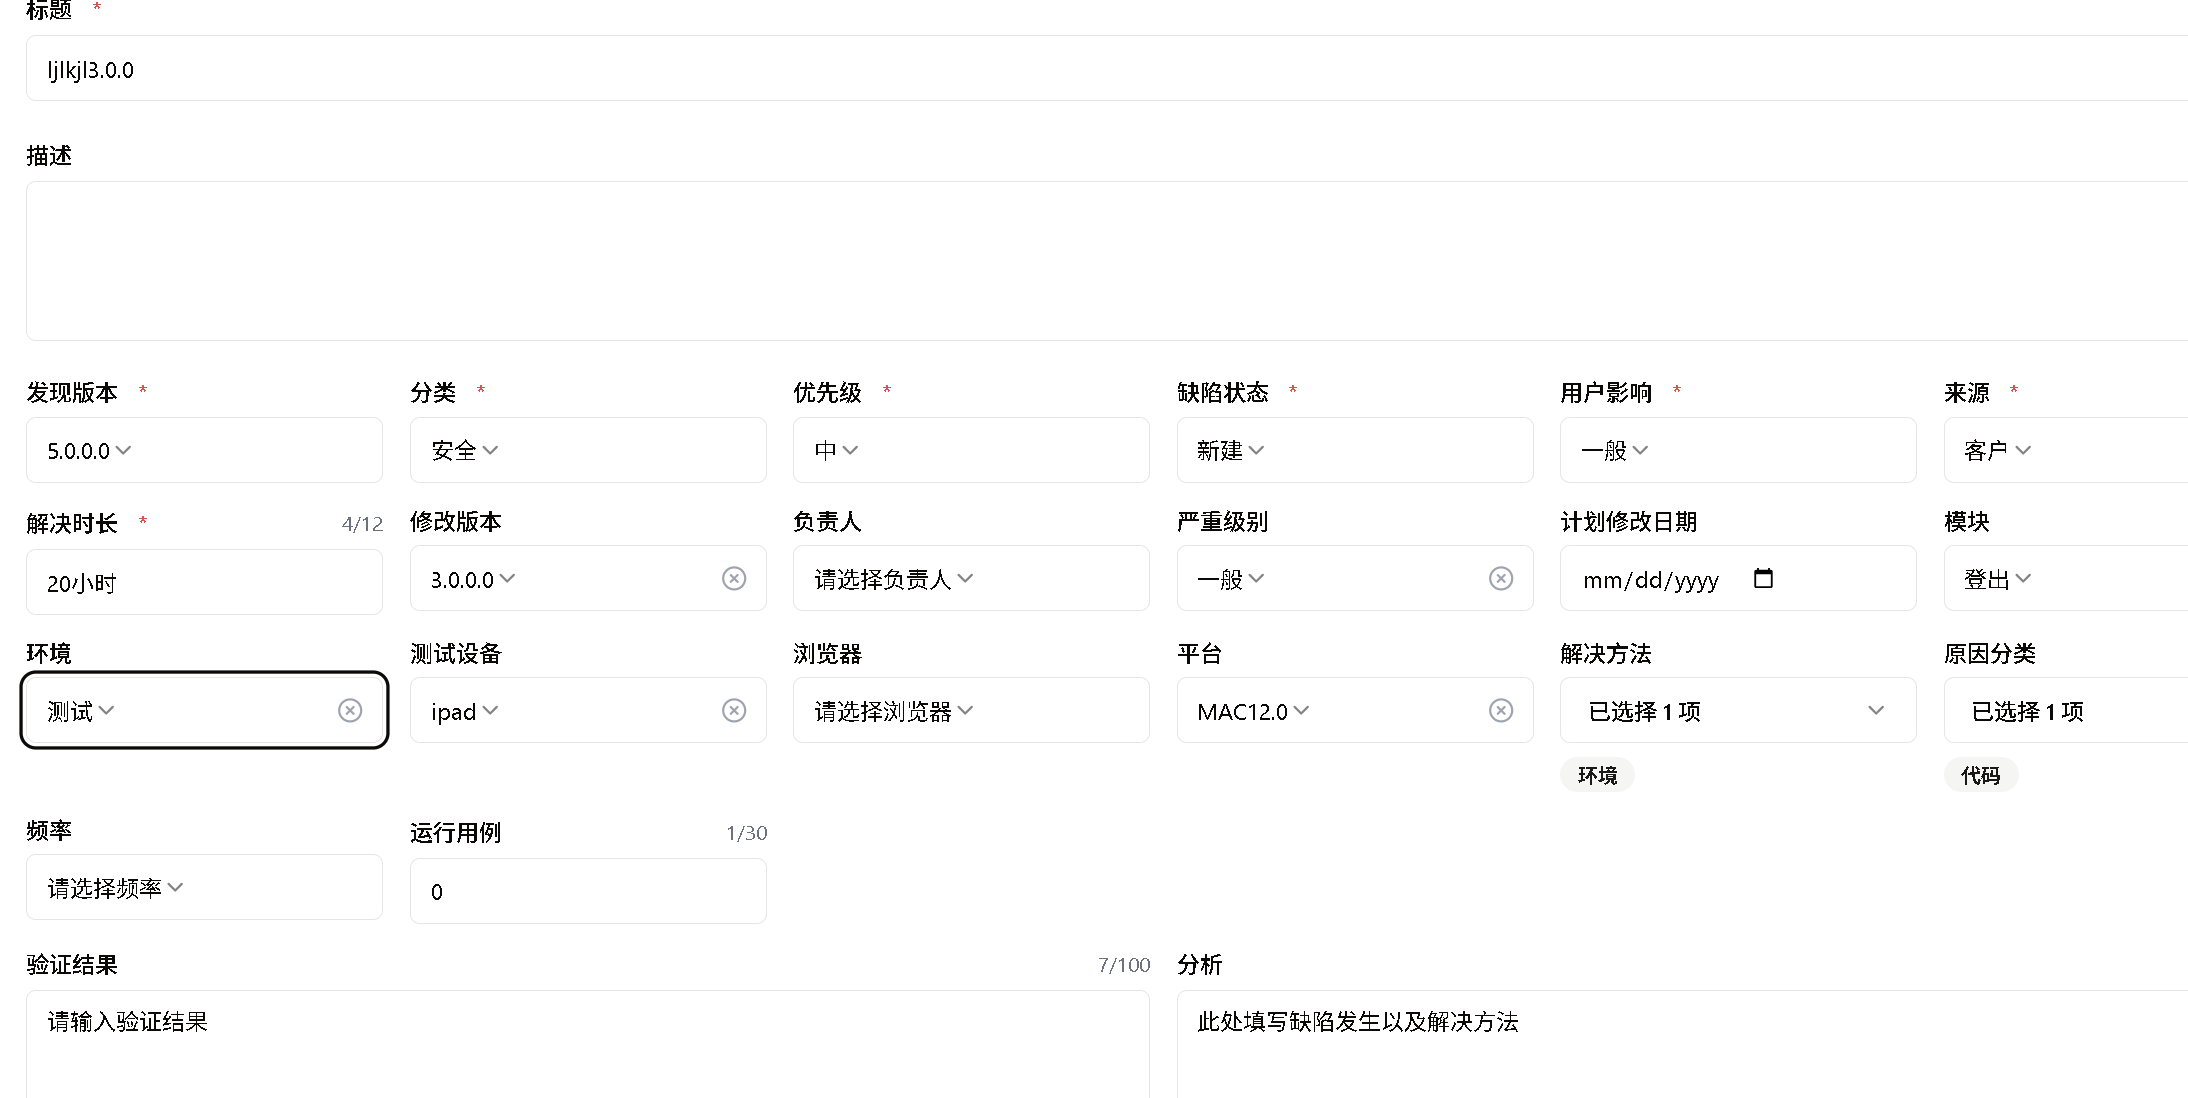 标题 *
ljlkjl3.0.0
描述
发现版本 * 分类 * 优先级 * 缺陷状态 * 用户影响 * 来源 *
5.0.0.0 安全 中 新建 一般 客户
解决时长 * 4/12 修改版本 负责人 严重级别 计划修改日期 模块
20小时 3.0.0.0 请选择负责人 一般 mm/dd/yyyy 登出
环境 测试设备 浏览器 平台 解决方法 原因分类
测试 ipad 请选择浏览器 MAC12.0 已选择 1 项 已选择 1 项
环境 代码
频率 运行用例 1/30
请选择频率 0
验证结果 7/100 分析
请输入验证结果 此处填写缺陷发生以及解决方法